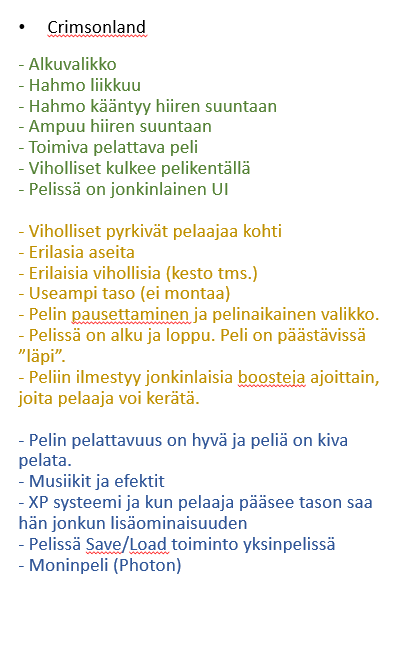 • Crimsonland
- Alkuvalikko
- Hahmo liikkuu
- Hahmo kääntyy hiiren suuntaan
- Ampuu hiiren suuntaan
- Toimiva pelattava peli
- Viholliset kulkee pelikentällä
- Pelissä on jonkinlainen UI
- Viholliset pyrkivät pelaajaa kohti
- Erilasia aseita
- Erilaisia vihollisia (kesto tms.)
- Useampi taso (ei montaa)
- Pelin pausettaminen ja pelinaikainen valikko.
- Pelissä on alku ja loppu. Peli on päästävissä
”läpi”.
- Peliin ilmestyy jonkinlaisia boosteja ajoittain,
joita pelaaja voi kerätä.
- Pelin pelattavuus on hyvä ja peliä on kiva
pelata.
- Musiikit ja efektit
- XP systeemi ja kun pelaaja pääsee tason saa
hän jonkun lisäominaisuuden
- Pelissä Save/Load toiminto yksinpelissä
- Moninpeli (Photon)